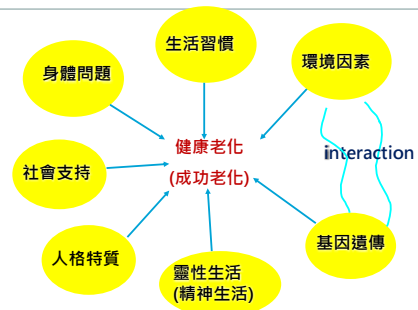 生活習慣
環境因素
身體問題
健康老化
(成功老化)
interaction
社會支持
人格特質
靈性生活
(精神生活)
基因遺傳